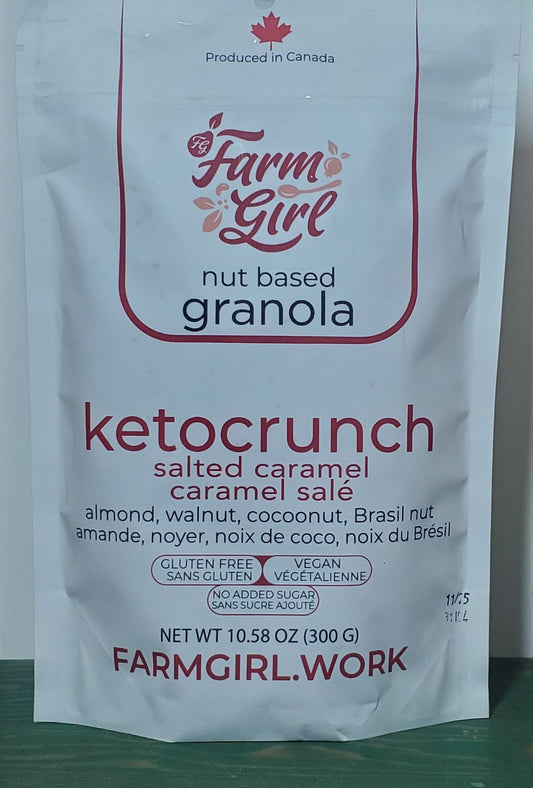 Produced in Canada
FG
Farm
Girl
nut based
granola
ketocrunch
salted caramel
caramel salé
almond, walnut, cocoonut, Brasil nut
amande, noyer, noix de coco, noix du Brésil
GLUTEN FREE
SANS GLUTEN
VEGAN
VÉGÉTALIENNE
NO ADDED SUGAR
SANS SUCRE AJOUTÉ
11/25
NET WT 10.58 OZ (300 G)
FARMGIRL.WORK